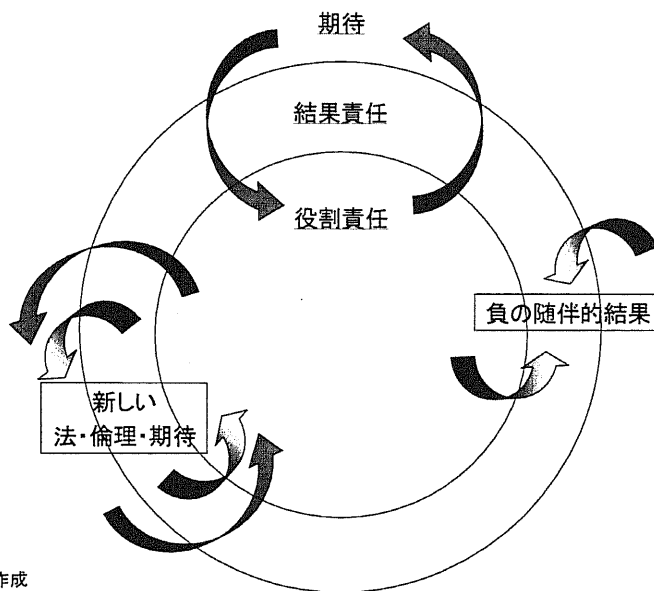 期待
結果責任
役割責任
負の随伴的結果
新しい
法・倫理・期待
作成